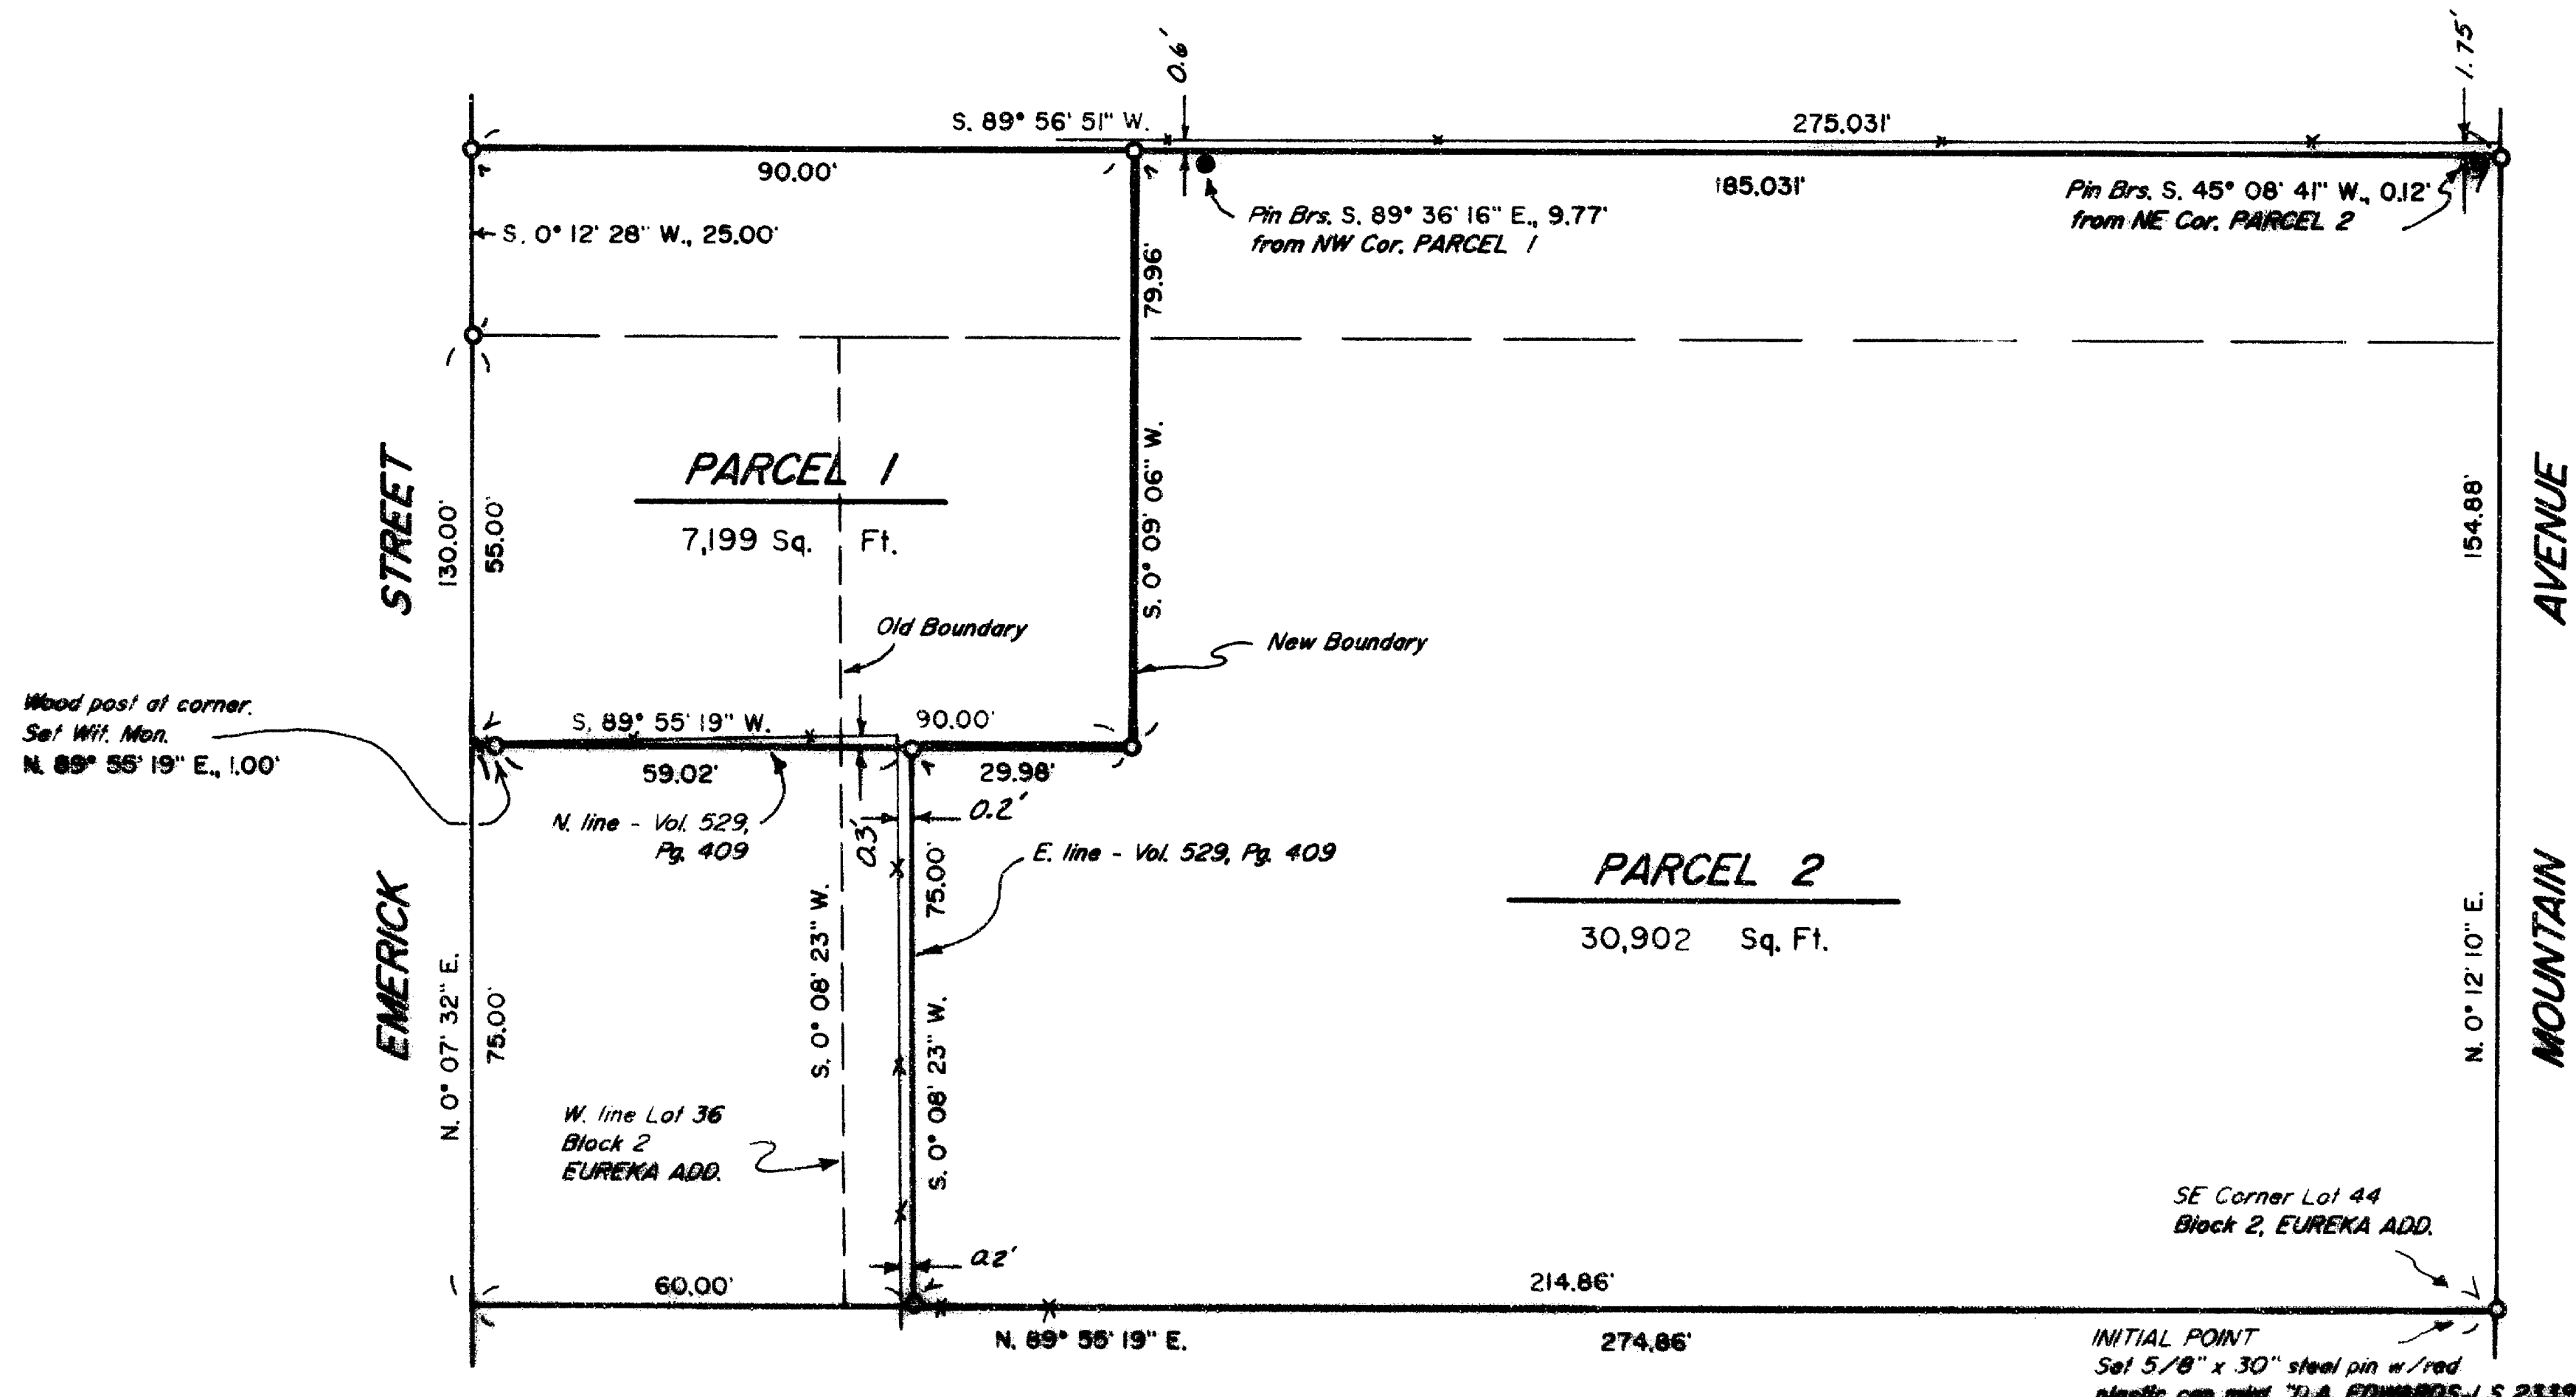 0.6'
1.75'
S. 89° 56' 51" W.
275.031'
90.00'
185.031'
Pin Brs. S. 45° 08' 41" W., 0.12'
from NE Cor. PARCEL 2
Pin Brs. S. 89° 36' 16" E., 9.77'
from NW Cor. PARCEL 1
S. 0° 12' 28" W., 25.00'
79.96'
S. 0° 09' 06" W.
PARCEL 1
7,199 Sq. Ft.
STREET
130.00'
55.00'
154.88'
AVENUE
Old Boundary
New Boundary
Wood post at corner.
Set Wit. Mon.
N. 89° 55' 19" E., 1.00'
S. 89° 55' 19" W.
90.00'
59.02'
29.98'
N. line - Vol. 529,
Pg. 409
0.3'
0.2'
75.00'
E. line - Vol. 529, Pg. 409
PARCEL 2
30,902 Sq. Ft.
EMERICK
N. 0° 07' 32" E.
75.00'
S. 0° 08' 23" W.
S. 0° 08' 23" W.
N. 0° 12' 10" E.
MOUNTAIN
W. line Lot 36
Block 2
EUREKA ADD.
SE Corner Lot 44
Block 2, EUREKA ADD.
60.00'
0.2'
214.86'
N. 89° 55' 19" E.
274.86'
INITIAL POINT
Set 5/8" x 30" steel pin w/red
plastic cap mkd. "D.A. EDWARDS L.S. 2339